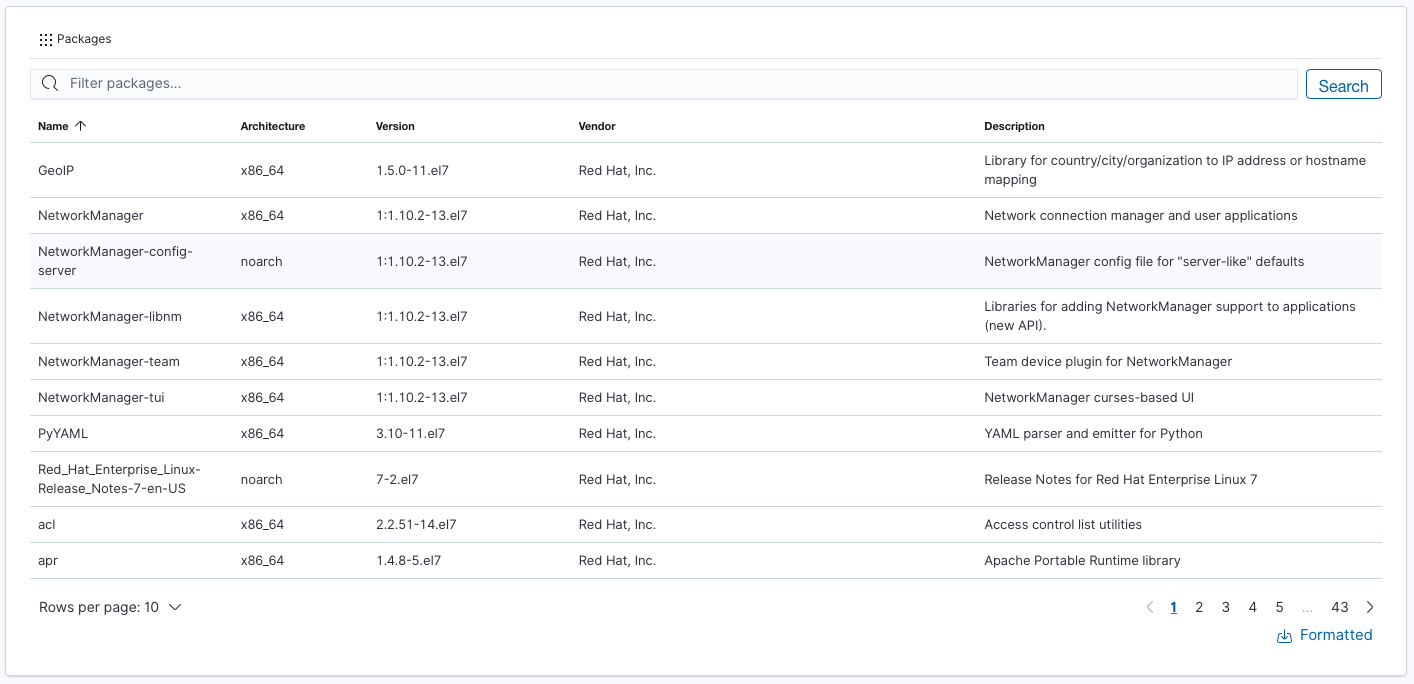 Packages
Filter packages...
Search
Name Architecture Version Vendor Description
GeoIP x86_64 1.5.0-11.el7 Red Hat, Inc. Library for country/city/organization to IP address or hostname
mapping
NetworkManager x86_64 1:1.10.2-13.el7 Red Hat, Inc. Network connection manager and user applications
NetworkManager-config-
server noarch 1:1.10.2-13.el7 Red Hat, Inc. NetworkManager config file for "server-like" defaults
NetworkManager-libnm x86_64 1:1.10.2-13.el7 Red Hat, Inc. Libraries for adding NetworkManager support to applications
(new API).
NetworkManager-team x86_64 1:1.10.2-13.el7 Red Hat, Inc. Team device plugin for NetworkManager
NetworkManager-tui x86_64 1:1.10.2-13.el7 Red Hat, Inc. NetworkManager curses-based UI
PyYAML x86_64 3.10-11.el7 Red Hat, Inc. YAML parser and emitter for Python
Red_Hat_Enterprise_Linux-
Release_Notes-7-en-US noarch 7-2.el7 Red Hat, Inc. Release Notes for Red Hat Enterprise Linux 7
acl x86_64 2.2.51-14.el7 Red Hat, Inc. Access control list utilities
apr x86_64 1.4.8-5.el7 Red Hat, Inc. Apache Portable Runtime library
Rows per page: 10 1 2 3 4 5 ... 43
Formatted